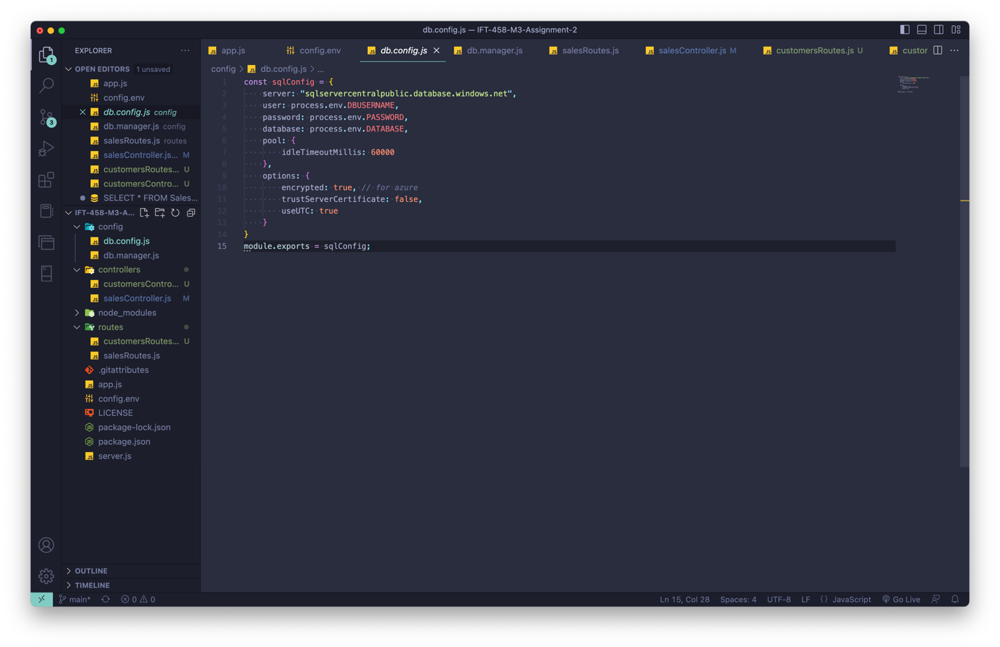 db.config.js — IFT-458-M3-Assignment-2
EXPLORER
app.js
config.env
db.config.js
db.manager.js
salesRoutes.js
salesController.js M
customersRoutes.js U
custor
OPEN EDITORS 1 unsaved
app.js
config.env
db.config.js config
db.manager.js config
salesRoutes.js routes
salesController.js... M
customersRoutes... U
customersContro... U
SELECT * FROM Sales...
IFT-458-M3-A...
config
db.config.js
db.manager.js
controllers
customersContro... U
salesController.js M
node_modules
routes
customersRoutes... U
salesRoutes.js
.gitattributes
app.js
config.env
LICENSE
package-lock.json
package.json
server.js
OUTLINE
TIMELINE
1
3
config > db.config.js > ...
1 const sqlConfig = {
2 server: "sqlservercentralpublic.database.windows.net",
3 user: process.env.DBUSERNAME,
4 password: process.env.PASSWORD,
5 database: process.env.DATABASE,
6 pool: {
7 idleTimeoutMillis: 60000
8 },
9 options: {
10 encrypted: true, // for azure
11 trustServerCertificate: false,
12 useUTC: true
13 }
14 }
15 module.exports = sqlConfig;
main* 0 0 Ln 15, Col 28 Spaces: 4 UTF-8 LF {} JavaScript Go Live